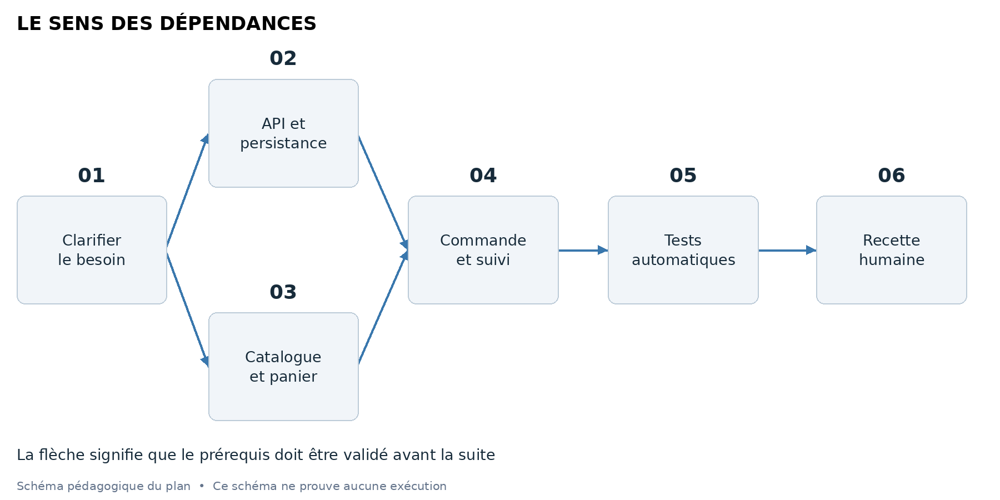 LE SENS DES DÉPENDANCES
01
Clarifier
le besoin
02
API et
persistance
03
Catalogue
et panier
04
Commande
et suivi
05
Tests
automatiques
06
Recette
humaine
La flèche signifie que le prérequis doit être validé avant la suite
Schéma pédagogique du plan • Ce schéma ne prouve aucune exécution